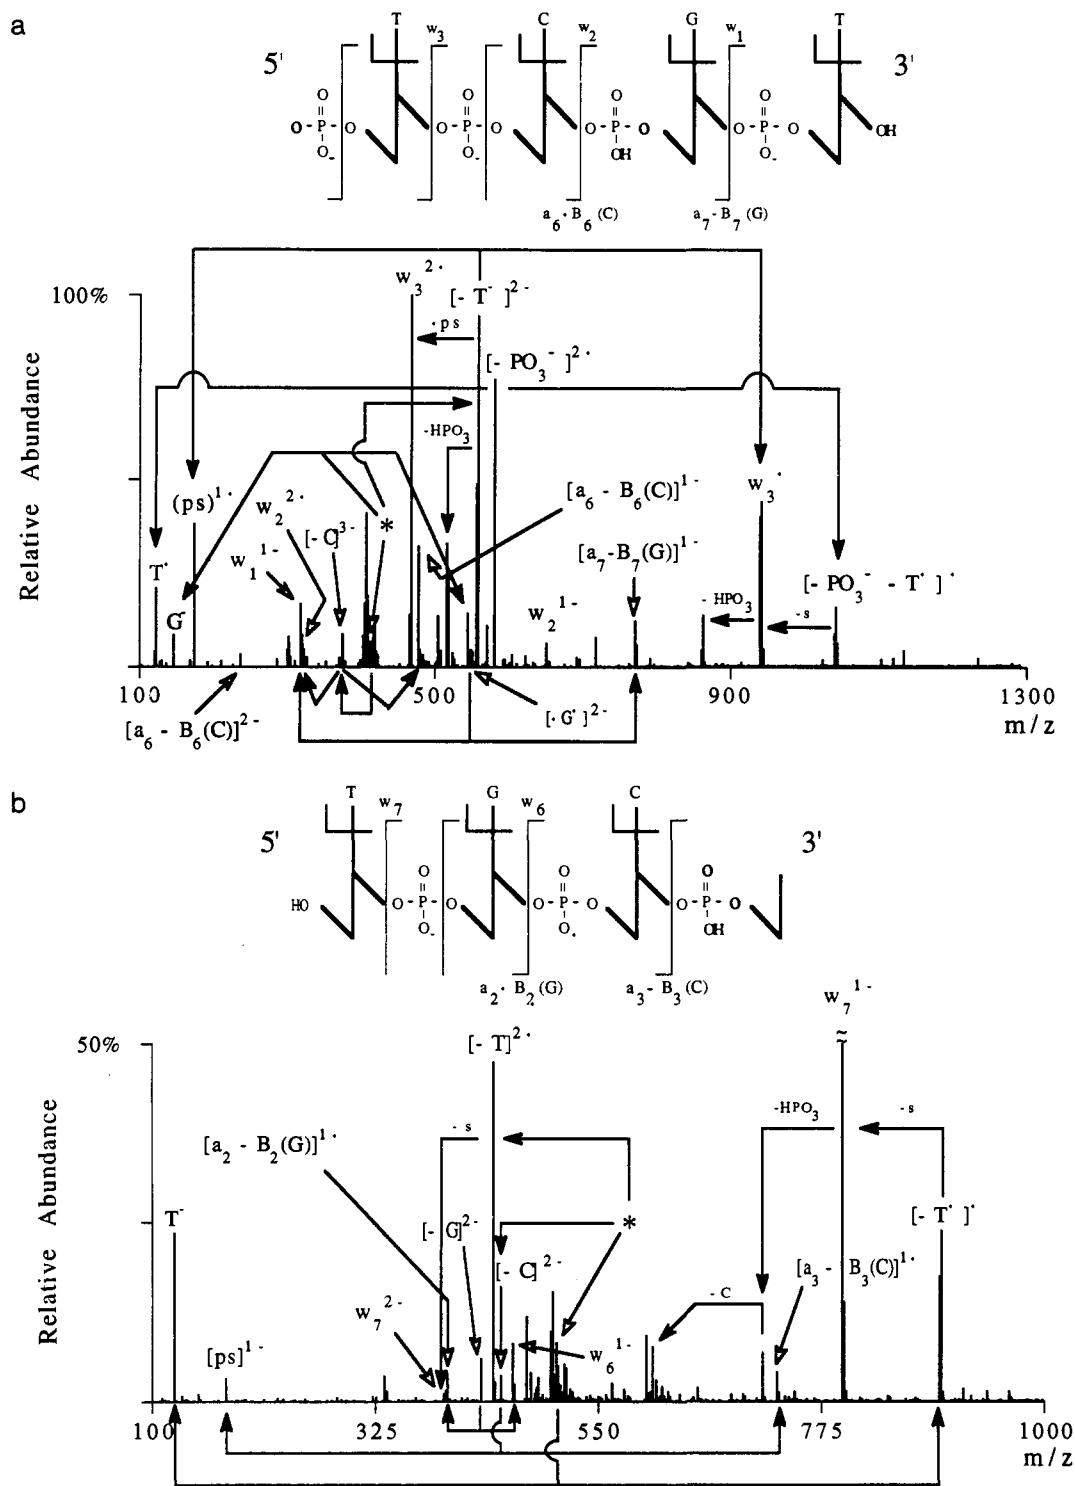 a
T C G T
w3 w2 w1
5' 3'
O O O O
O - P - O O - P - O O - P - O O - P - O OH
O- O- OH O-
a6 · B6 (C) a7 - B7 (G)
w3 2·
[- T· ]2-
100%
· ps
[- PO3- ]2·
-HPO3
[a6 - B6(C)]1-
(ps)1·
w2 2·
[- C]3-
*
[a7-B7(G)]1-
w3·
w1 1-
T·
G-
w2 1-
- HPO3
[- PO3- - T· ]·
-s
Relative Abundance
100 500 900 1300
m/z
[a6 - B6(C)]2-
[· G· ]2-
b
T G C
w7 w6
5' 3'
O O O
HO O - P - O O - P - O O - P - O
O- O· OH
a2 · B2 (G) a3 - B3 (C)
w7 1-
[- T]2·
50%
-HPO3
- s
-s
[a2 - B2(G)]1·
T-
[- G]2-
*
[- T· ]·
[- C]2-
[a3 - B3(C)]1·
- C
w7 2-
w6 1-
[ps]1-
Relative Abundance
100 325 550 775 1000
m/z